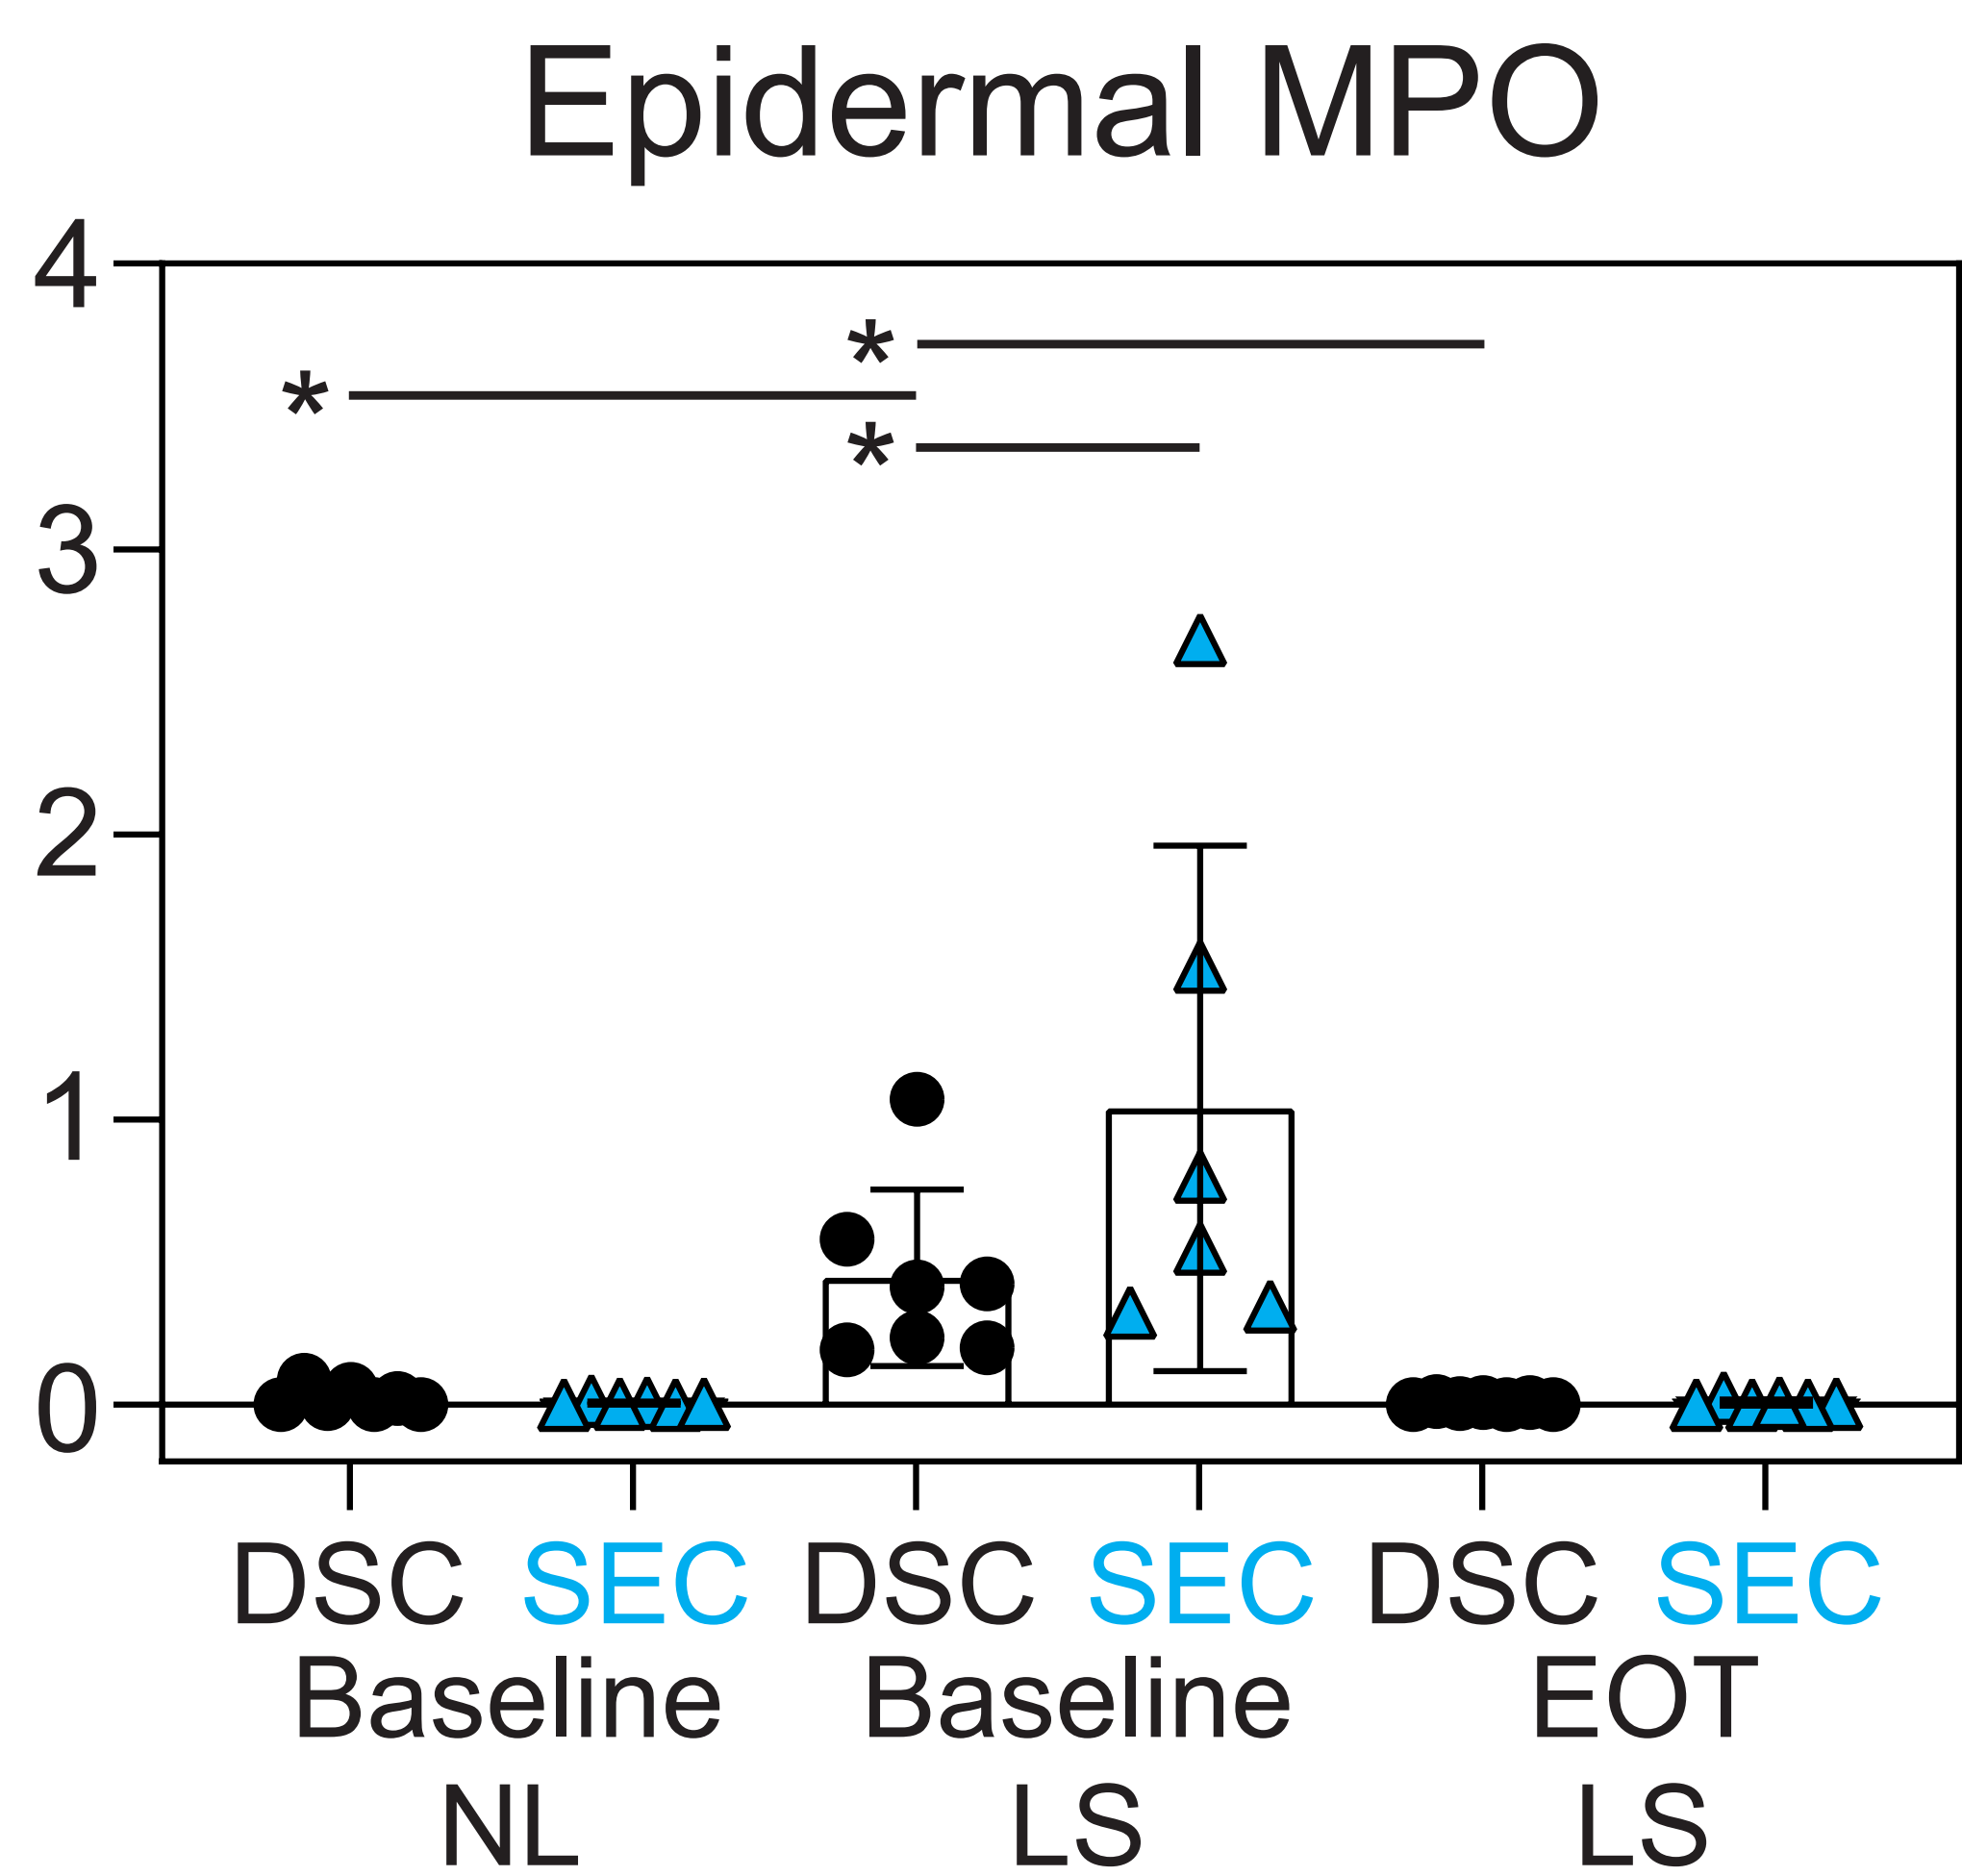 Epidermal MPO
4
*
*
*
3
2
1
0
DSC SEC DSC SEC DSC SEC
Baseline Baseline EOT
NL LS LS